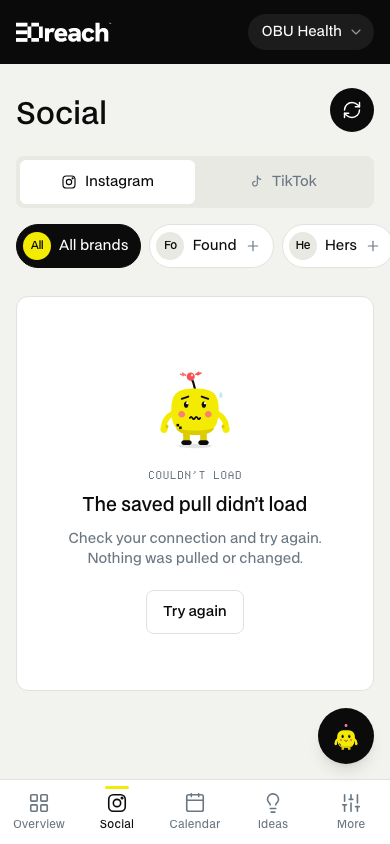 reach
OBU Health
Social
Instagram
TikTok
All
All brands
Fo
Found
He
Hers
COULDN'T LOAD
The saved pull didn’t load
Check your connection and try again.
Nothing was pulled or changed.
Try again
Overview
Social
Calendar
Ideas
More